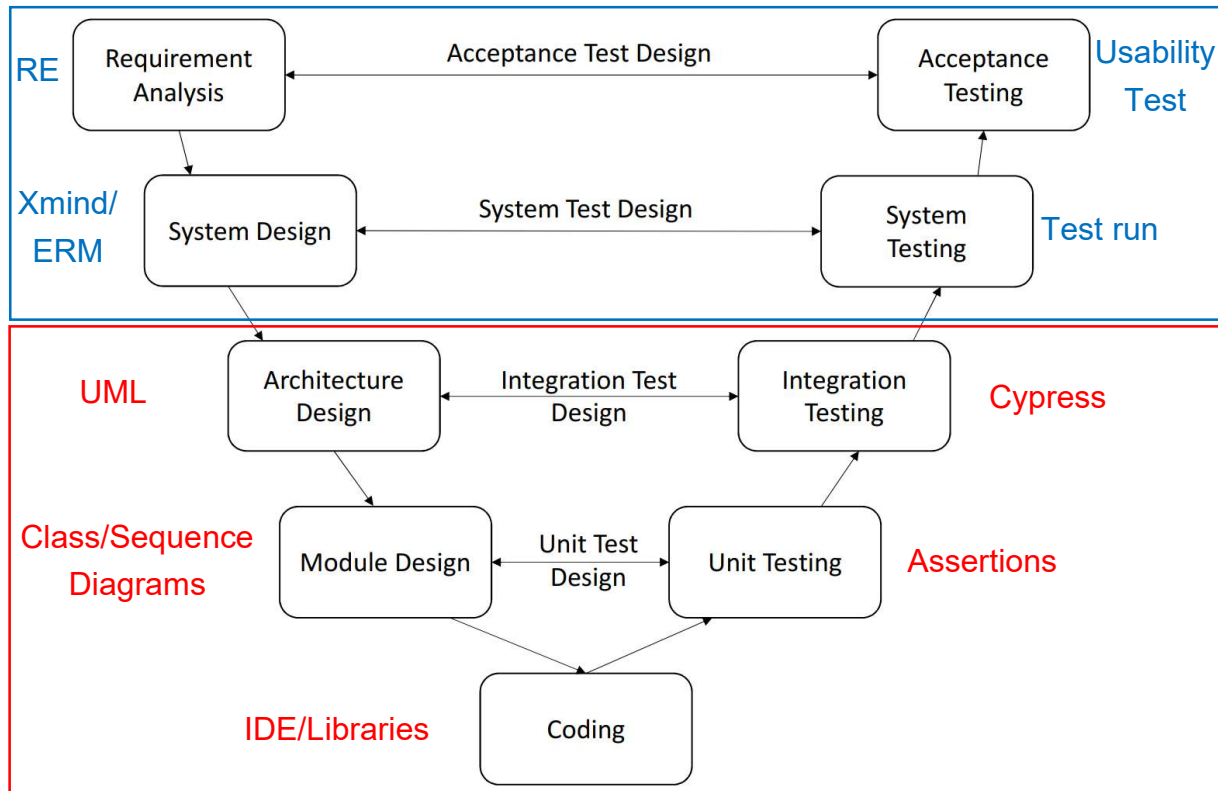 RE
Requirement
Analysis
Acceptance Test Design
Acceptance
Testing
Usability
Test
Xmind/
ERM
System Design
System Test Design
System
Testing
Test run
UML
Architecture
Design
Integration Test
Design
Integration
Testing
Cypress
Class/Sequence
Diagrams
Module Design
Unit Test
Design
Unit Testing
Assertions
IDE/Libraries
Coding